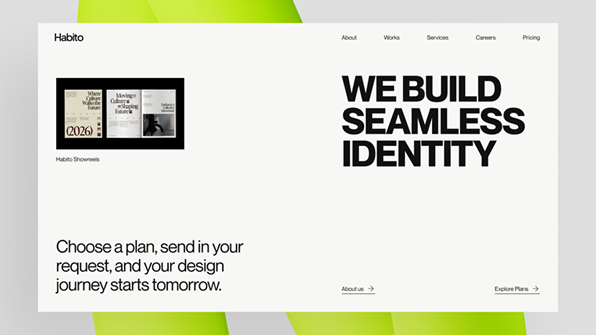 Habito
About
Works
Services
Careers
Pricing
Where
Culture
Walks the
Future
(2026)
Moving
Culture
Shaping
Future
Habito Showreels
WE BUILD
SEAMLESS
IDENTITY
Choose a plan, send in your
request, and your design
journey starts tomorrow.
About us
Explore Plans